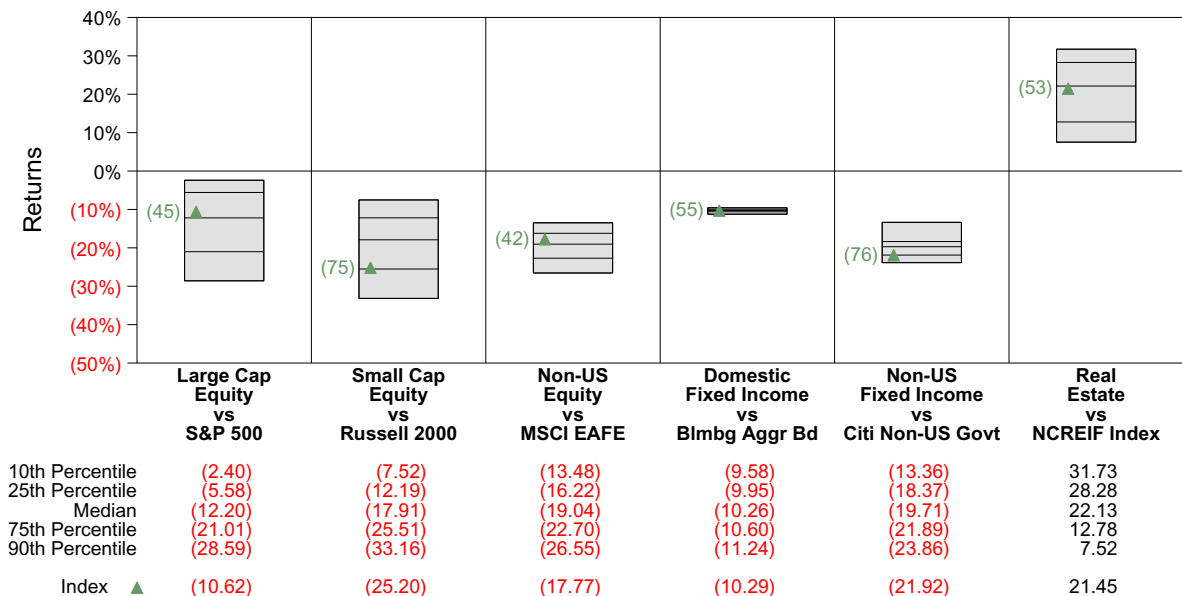 40%
30%
20%
10%
0%
(10%)
(20%)
(30%)
(40%)
(50%)
Returns
(45)
(75)
(42)
(55)
(76)
(53)
Large Cap
Equity
vs
S&P 500
Small Cap
Equity
vs
Russell 2000
Non-US
Equity
vs
MSCI EAFE
Domestic
Fixed Income
vs
Blmbg Aggr Bd
Non-US
Fixed Income
vs
Citi Non-US Govt
Real
Estate
vs
NCREIF Index
10th Percentile (2.40) (7.52) (13.48) (9.58) (13.36) 31.73
25th Percentile (5.58) (12.19) (16.22) (9.95) (18.37) 28.28
Median (12.20) (17.91) (19.04) (10.26) (19.71) 22.13
75th Percentile (21.01) (25.51) (22.70) (10.60) (21.89) 12.78
90th Percentile (28.59) (33.16) (26.55) (11.24) (23.86) 7.52
Index (10.62) (25.20) (17.77) (10.29) (21.92) 21.45